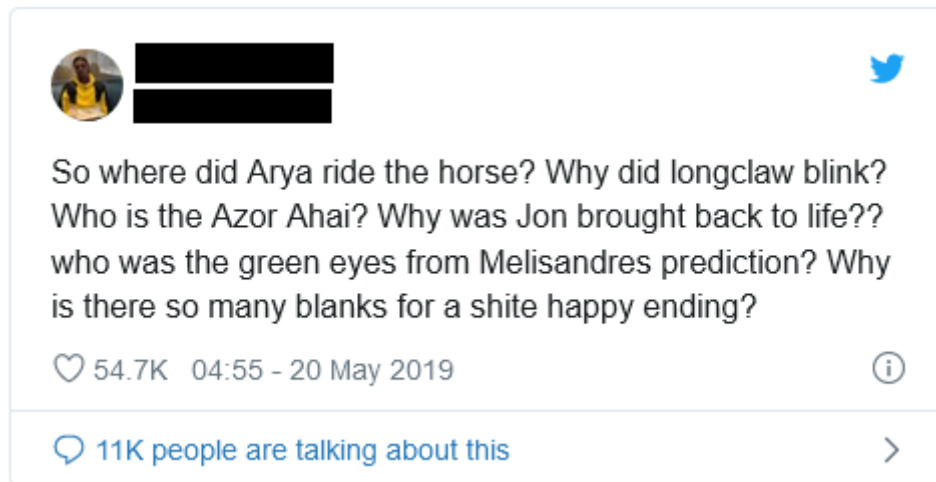 So where did Arya ride the horse? Why did longclaw blink?
Who is the Azor Ahai? Why was Jon brought back to life??
who was the green eyes from Melisandres prediction? Why
is there so many blanks for a shite happy ending?
54.7K 04:55 - 20 May 2019
11K people are talking about this